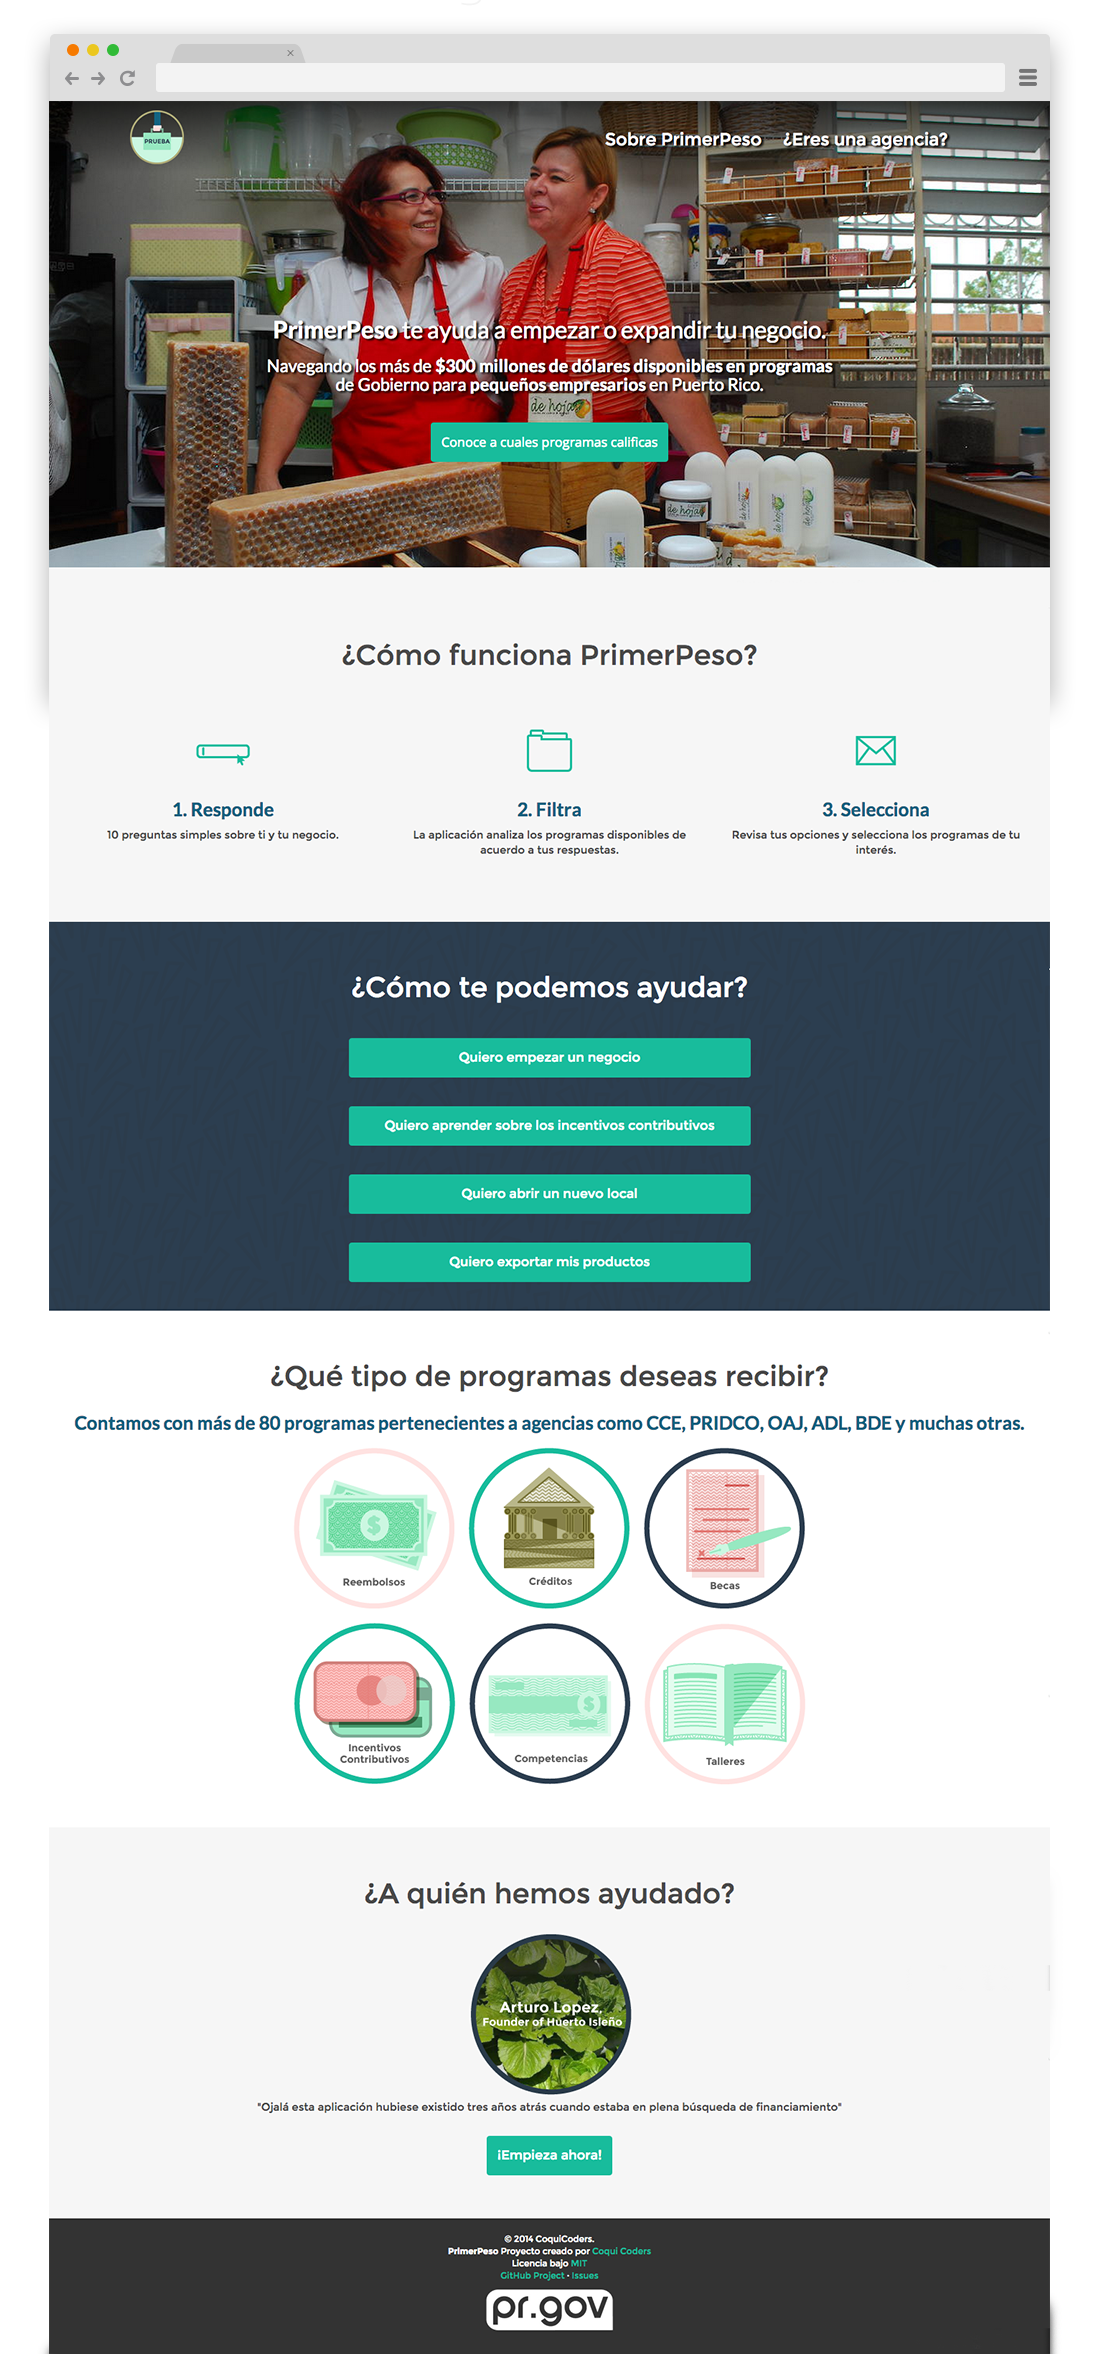 ×
PRUEBA
Sobre PrimerPeso ¿Eres una agencia?
PrimerPeso te ayuda a empezar o expandir tu negocio.
Navegando los más de $300 millones de dólares disponibles en programas
de Gobierno para pequeños empresarios en Puerto Rico.
de hoja
Conoce a cuales programas calificas
de hoja
de hoja
de hoja
¿Cómo funciona PrimerPeso?
1. Responde
10 preguntas simples sobre ti y tu negocio.
2. Filtra
La aplicación analiza los programas disponibles de
acuerdo a tus respuestas.
3. Selecciona
Revisa tus opciones y selecciona los programas de tu
interés.
¿Cómo te podemos ayudar?
Quiero empezar un negocio
Quiero aprender sobre los incentivos contributivos
Quiero abrir un nuevo local
Quiero exportar mis productos
¿Qué tipo de programas deseas recibir?
Contamos con más de 80 programas pertenecientes a agencias como CCE, PRIDCO, OAJ, ADL, BDE y muchas otras.
$
Reembolsos
Créditos
Becas
Incentivos
Contributivos
$
Competencias
Talleres
¿A quién hemos ayudado?
Arturo Lopez,
Founder of Huerto Isleño
"Ojalá esta aplicación hubiese existido tres años atrás cuando estaba en plena búsqueda de financiamiento"
¡Empieza ahora!
© 2014 CoquiCoders.
PrimerPeso Proyecto creado por Coqui Coders
Licencia bajo MIT
GitHub Project · Issues
pr.gov